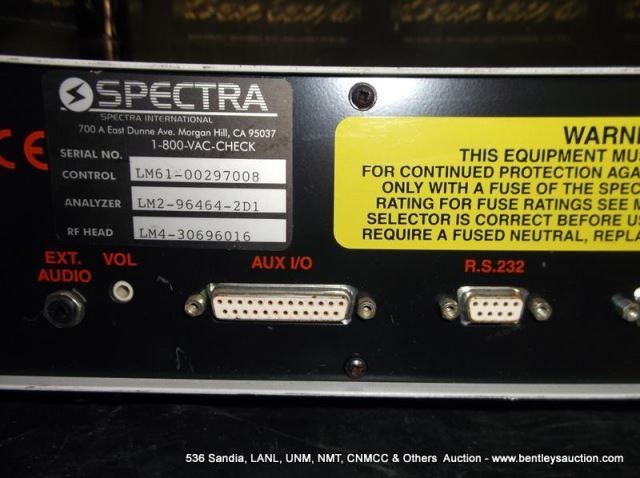 SPECTRA
SPECTRA INTERNATIONAL
700 A East Dunne Ave. Morgan Hill, CA 95037
1-800-VAC-CHECK
SERIAL NO.
CONTROL LM61-00297008
ANALYZER LM2-96464-2D1
RF HEAD LM4-30696016
CE
WARNI
THIS EQUIPMENT MU
FOR CONTINUED PROTECTION AGA
ONLY WITH A FUSE OF THE SPEC
RATING FOR FUSE RATINGS SEE M
SELECTOR IS CORRECT BEFORE US
REQUIRE A FUSED NEUTRAL, REPLA
EXT. AUDIO
VOL
AUX I/O
R.S.232
536 Sandia, LANL, UNM, NMT, CNMCC & Others Auction - www.bentleysauction.com